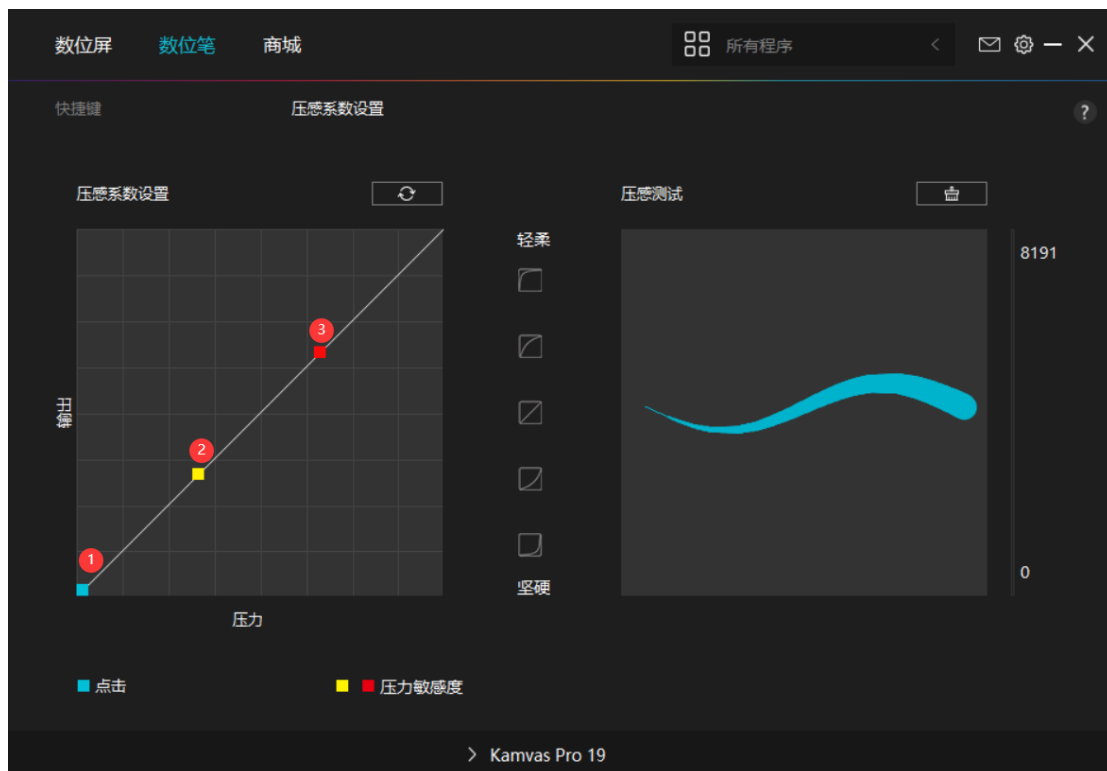 数位屏 数位笔 商城 所有程序
快捷键 压感系数设置 ?
压感系数设置 压感测试
轻柔
8191
3
输出
2
1
0
坚硬
压力
点击 压力敏感度
Kamvas Pro 19